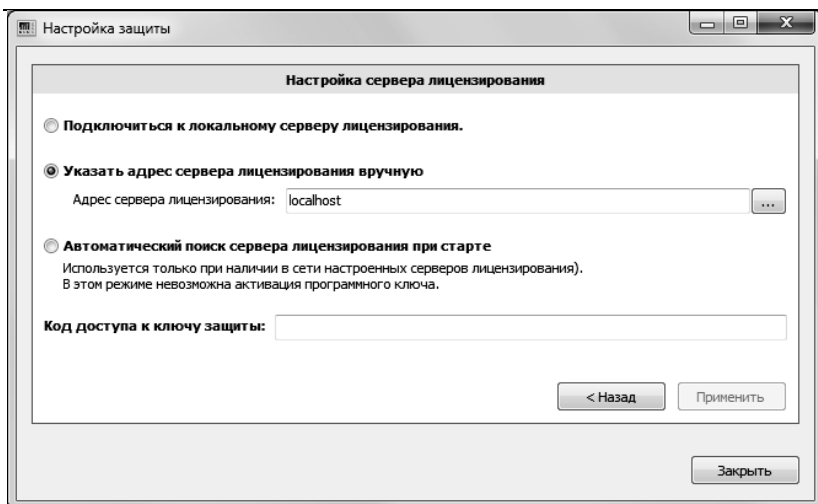 Настройка защиты
Настройка сервера лицензирования
Подключиться к локальному серверу лицензирования.
Указать адрес сервера лицензирования вручную
Адрес сервера лицензирования: localhost ...
Автоматический поиск сервера лицензирования при старте
Используется только при наличии в сети настроенных серверов лицензирования).
В этом режиме невозможна активация программного ключа.
Код доступа к ключу защиты:
< Назад Применить
Закрыть